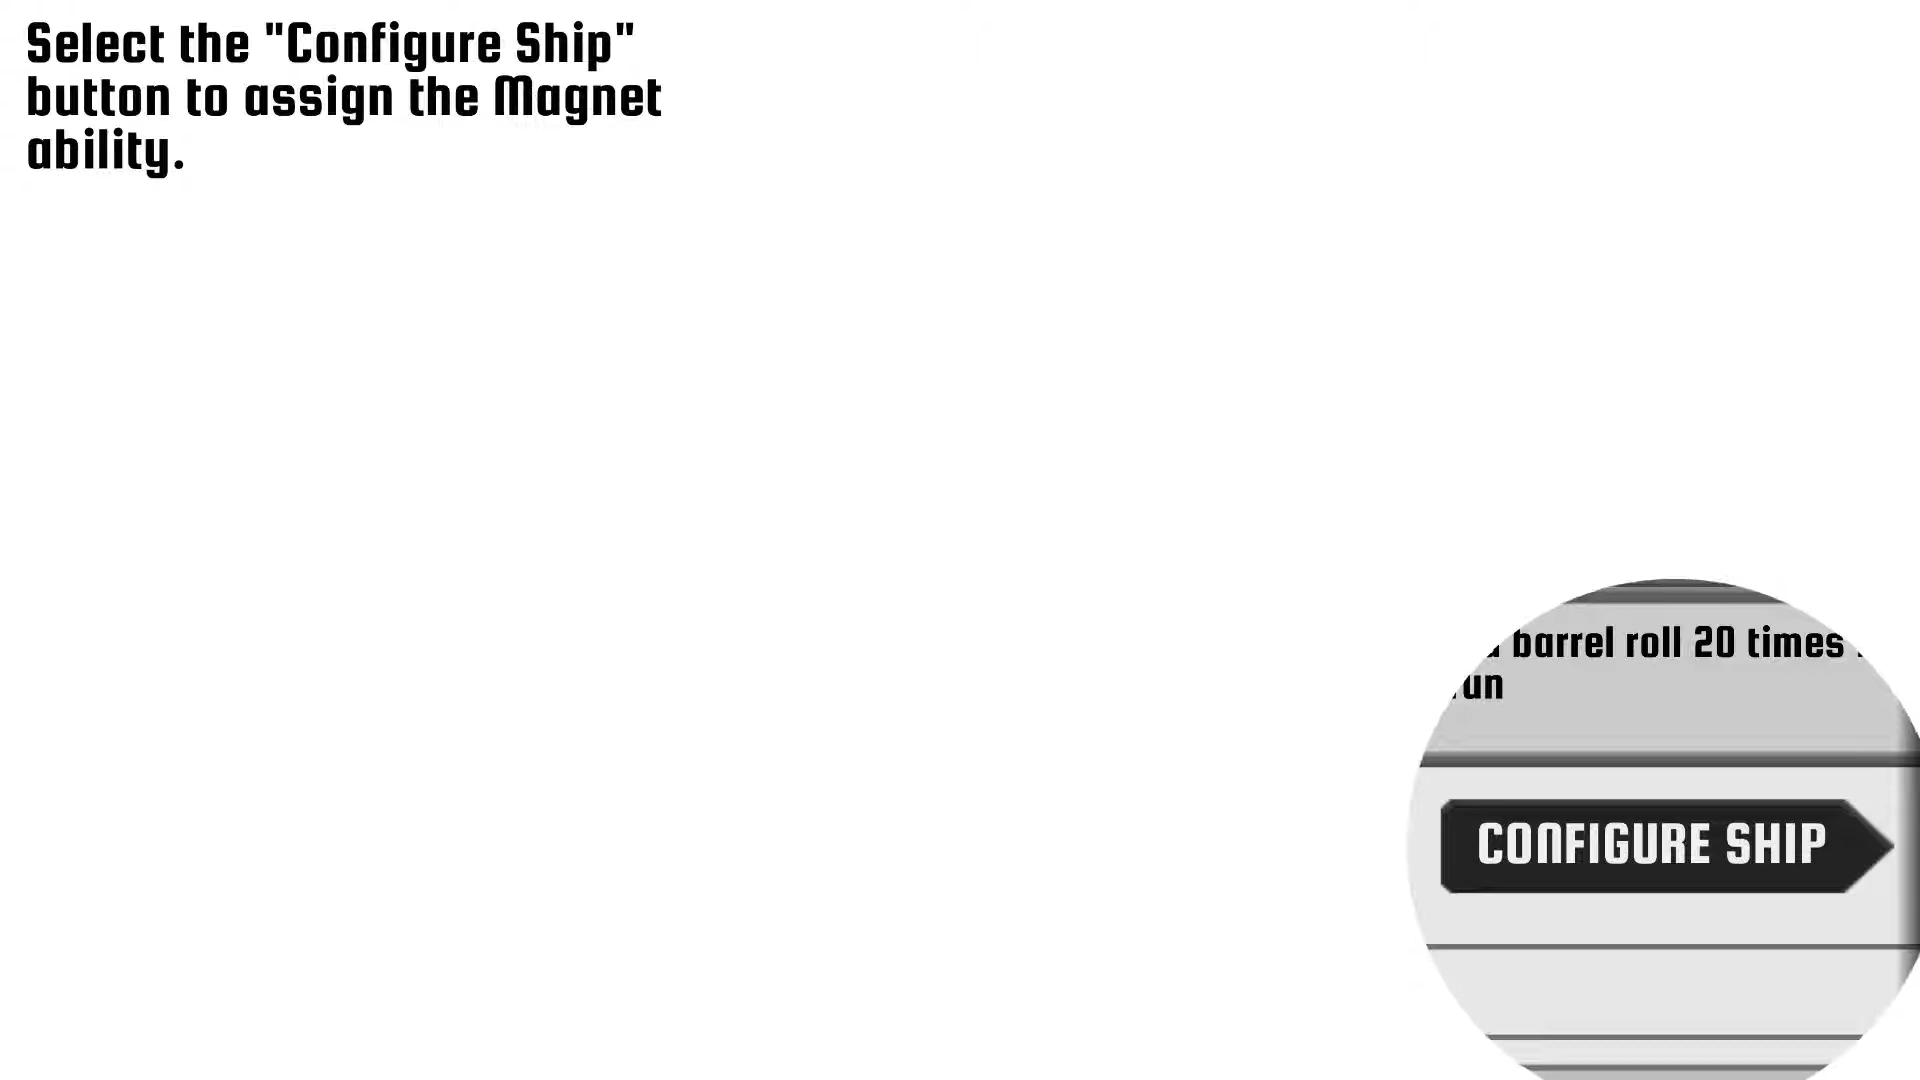 Select the "Configure Ship"
button to assign the Magnet
ability.
barrel roll 20 times
CONFIGURE SHIP